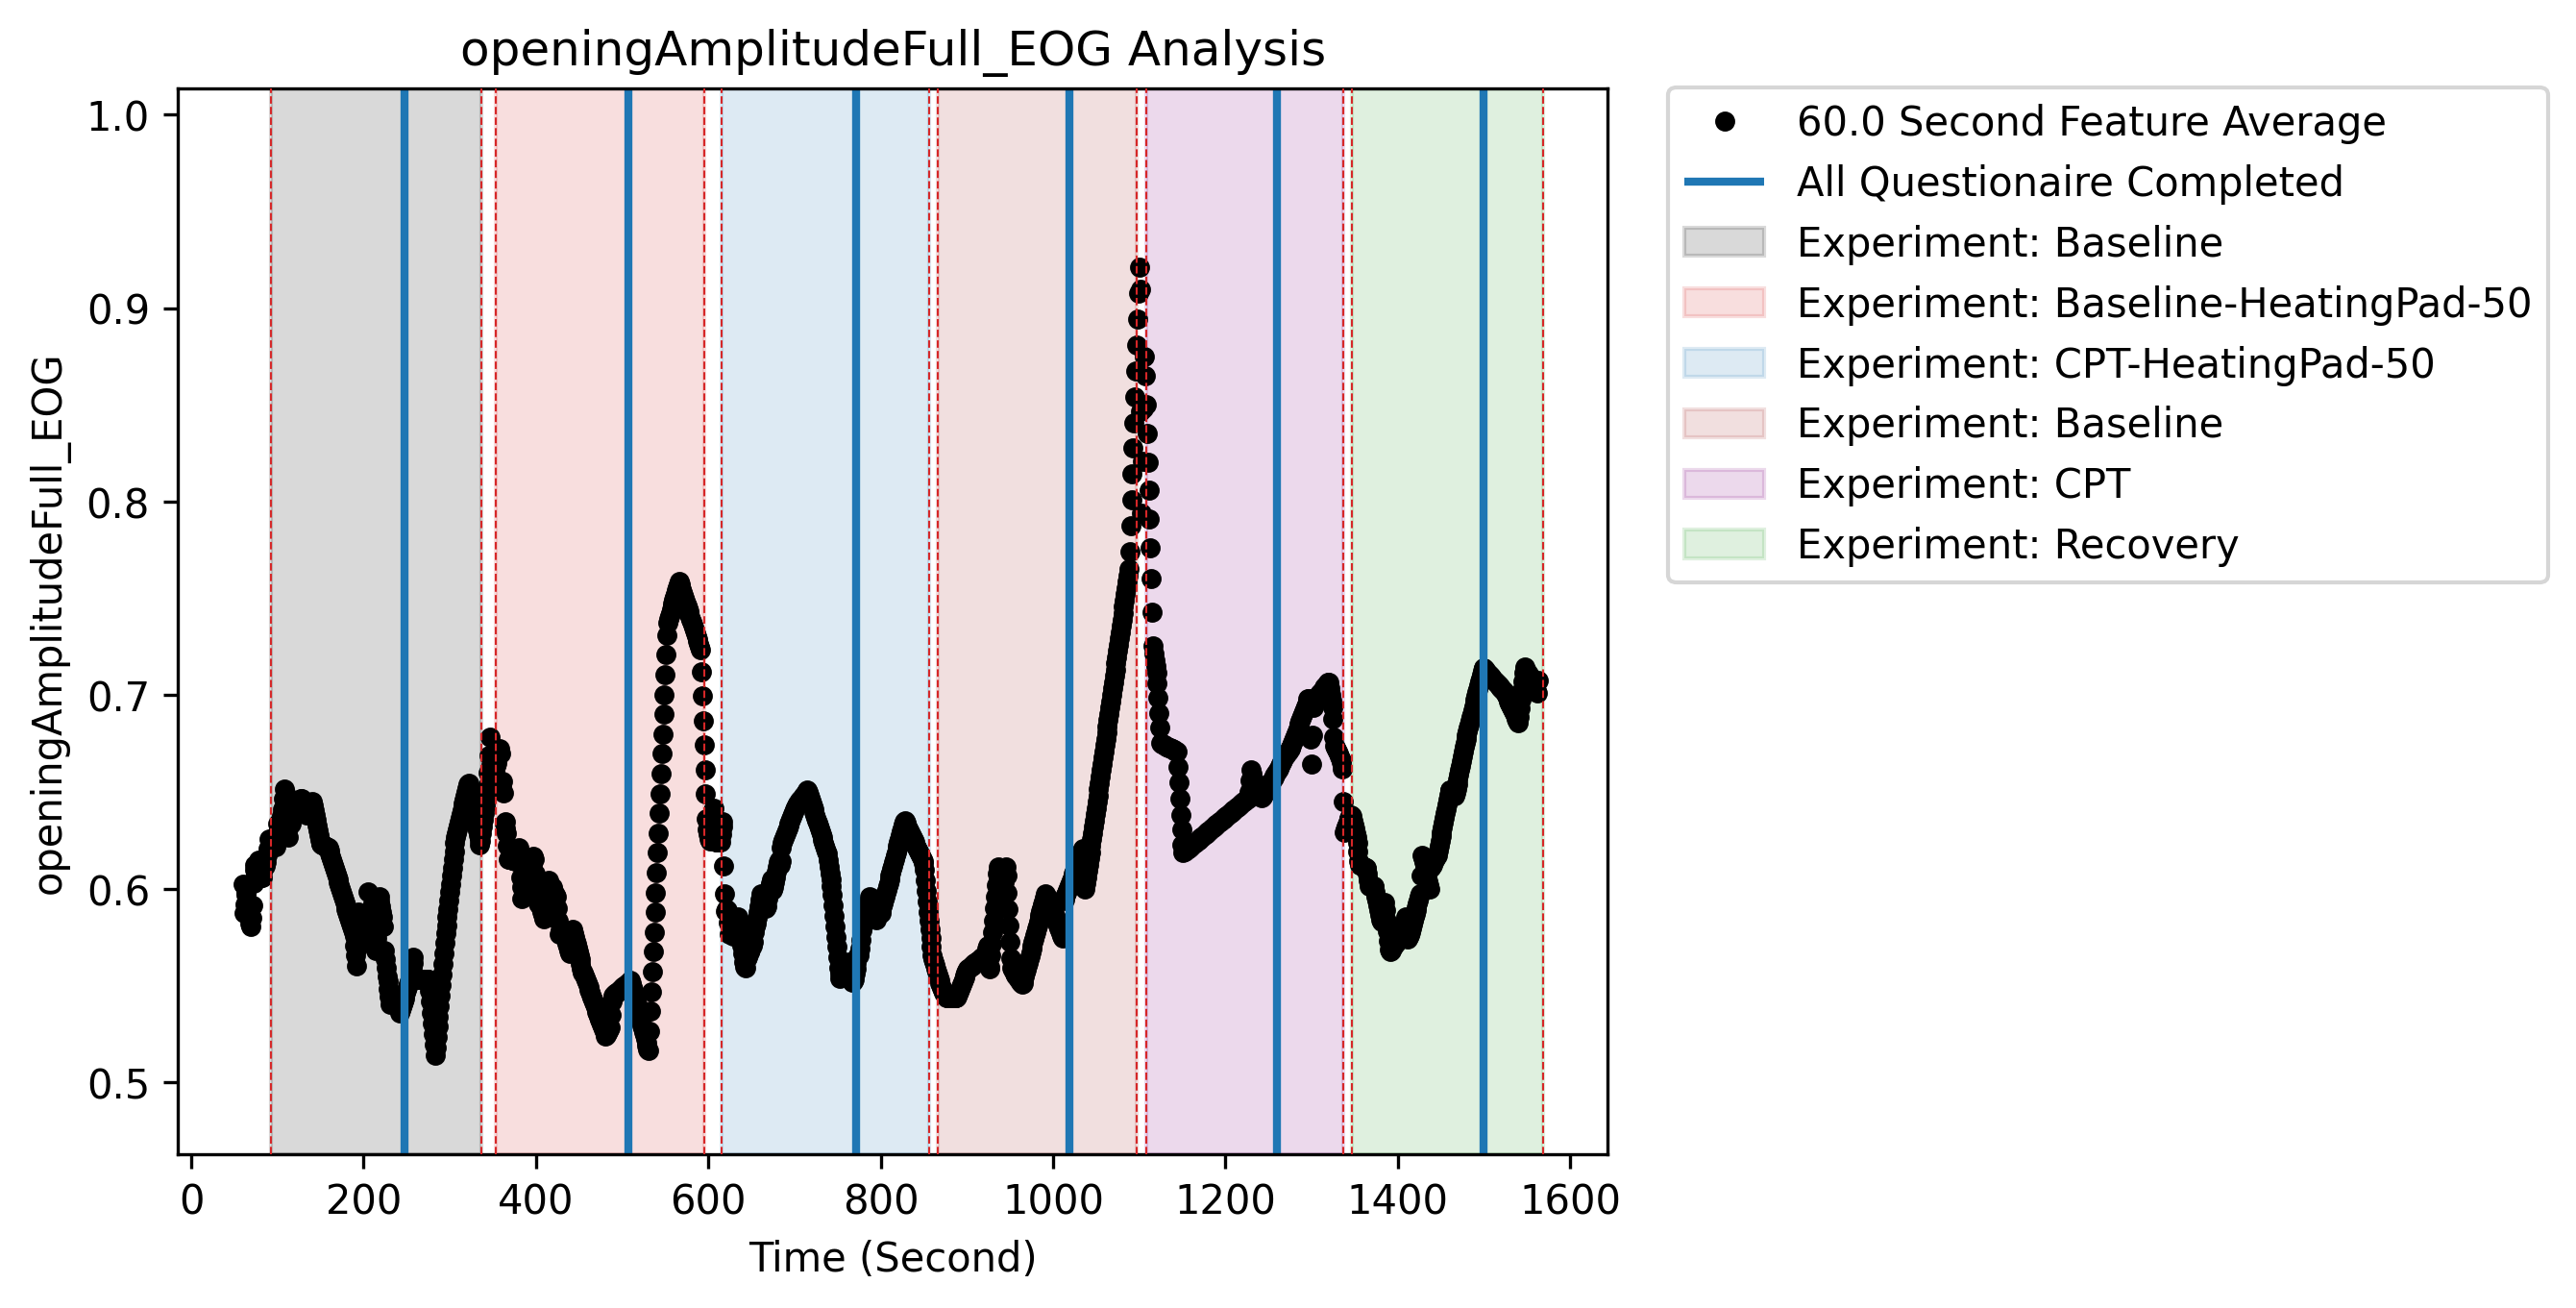 openingAmplitudeFull_EOG Analysis
1.0
0.9
0.8
0.7
0.6
0.5
openingAmplitudeFull_EOG
0
200
400
600
800
1000
1200
1400
1600
Time (Second)
60.0 Second Feature Average
All Questionaire Completed
Experiment: Baseline
Experiment: Baseline-HeatingPad-50
Experiment: CPT-HeatingPad-50
Experiment: Baseline
Experiment: CPT
Experiment: Recovery